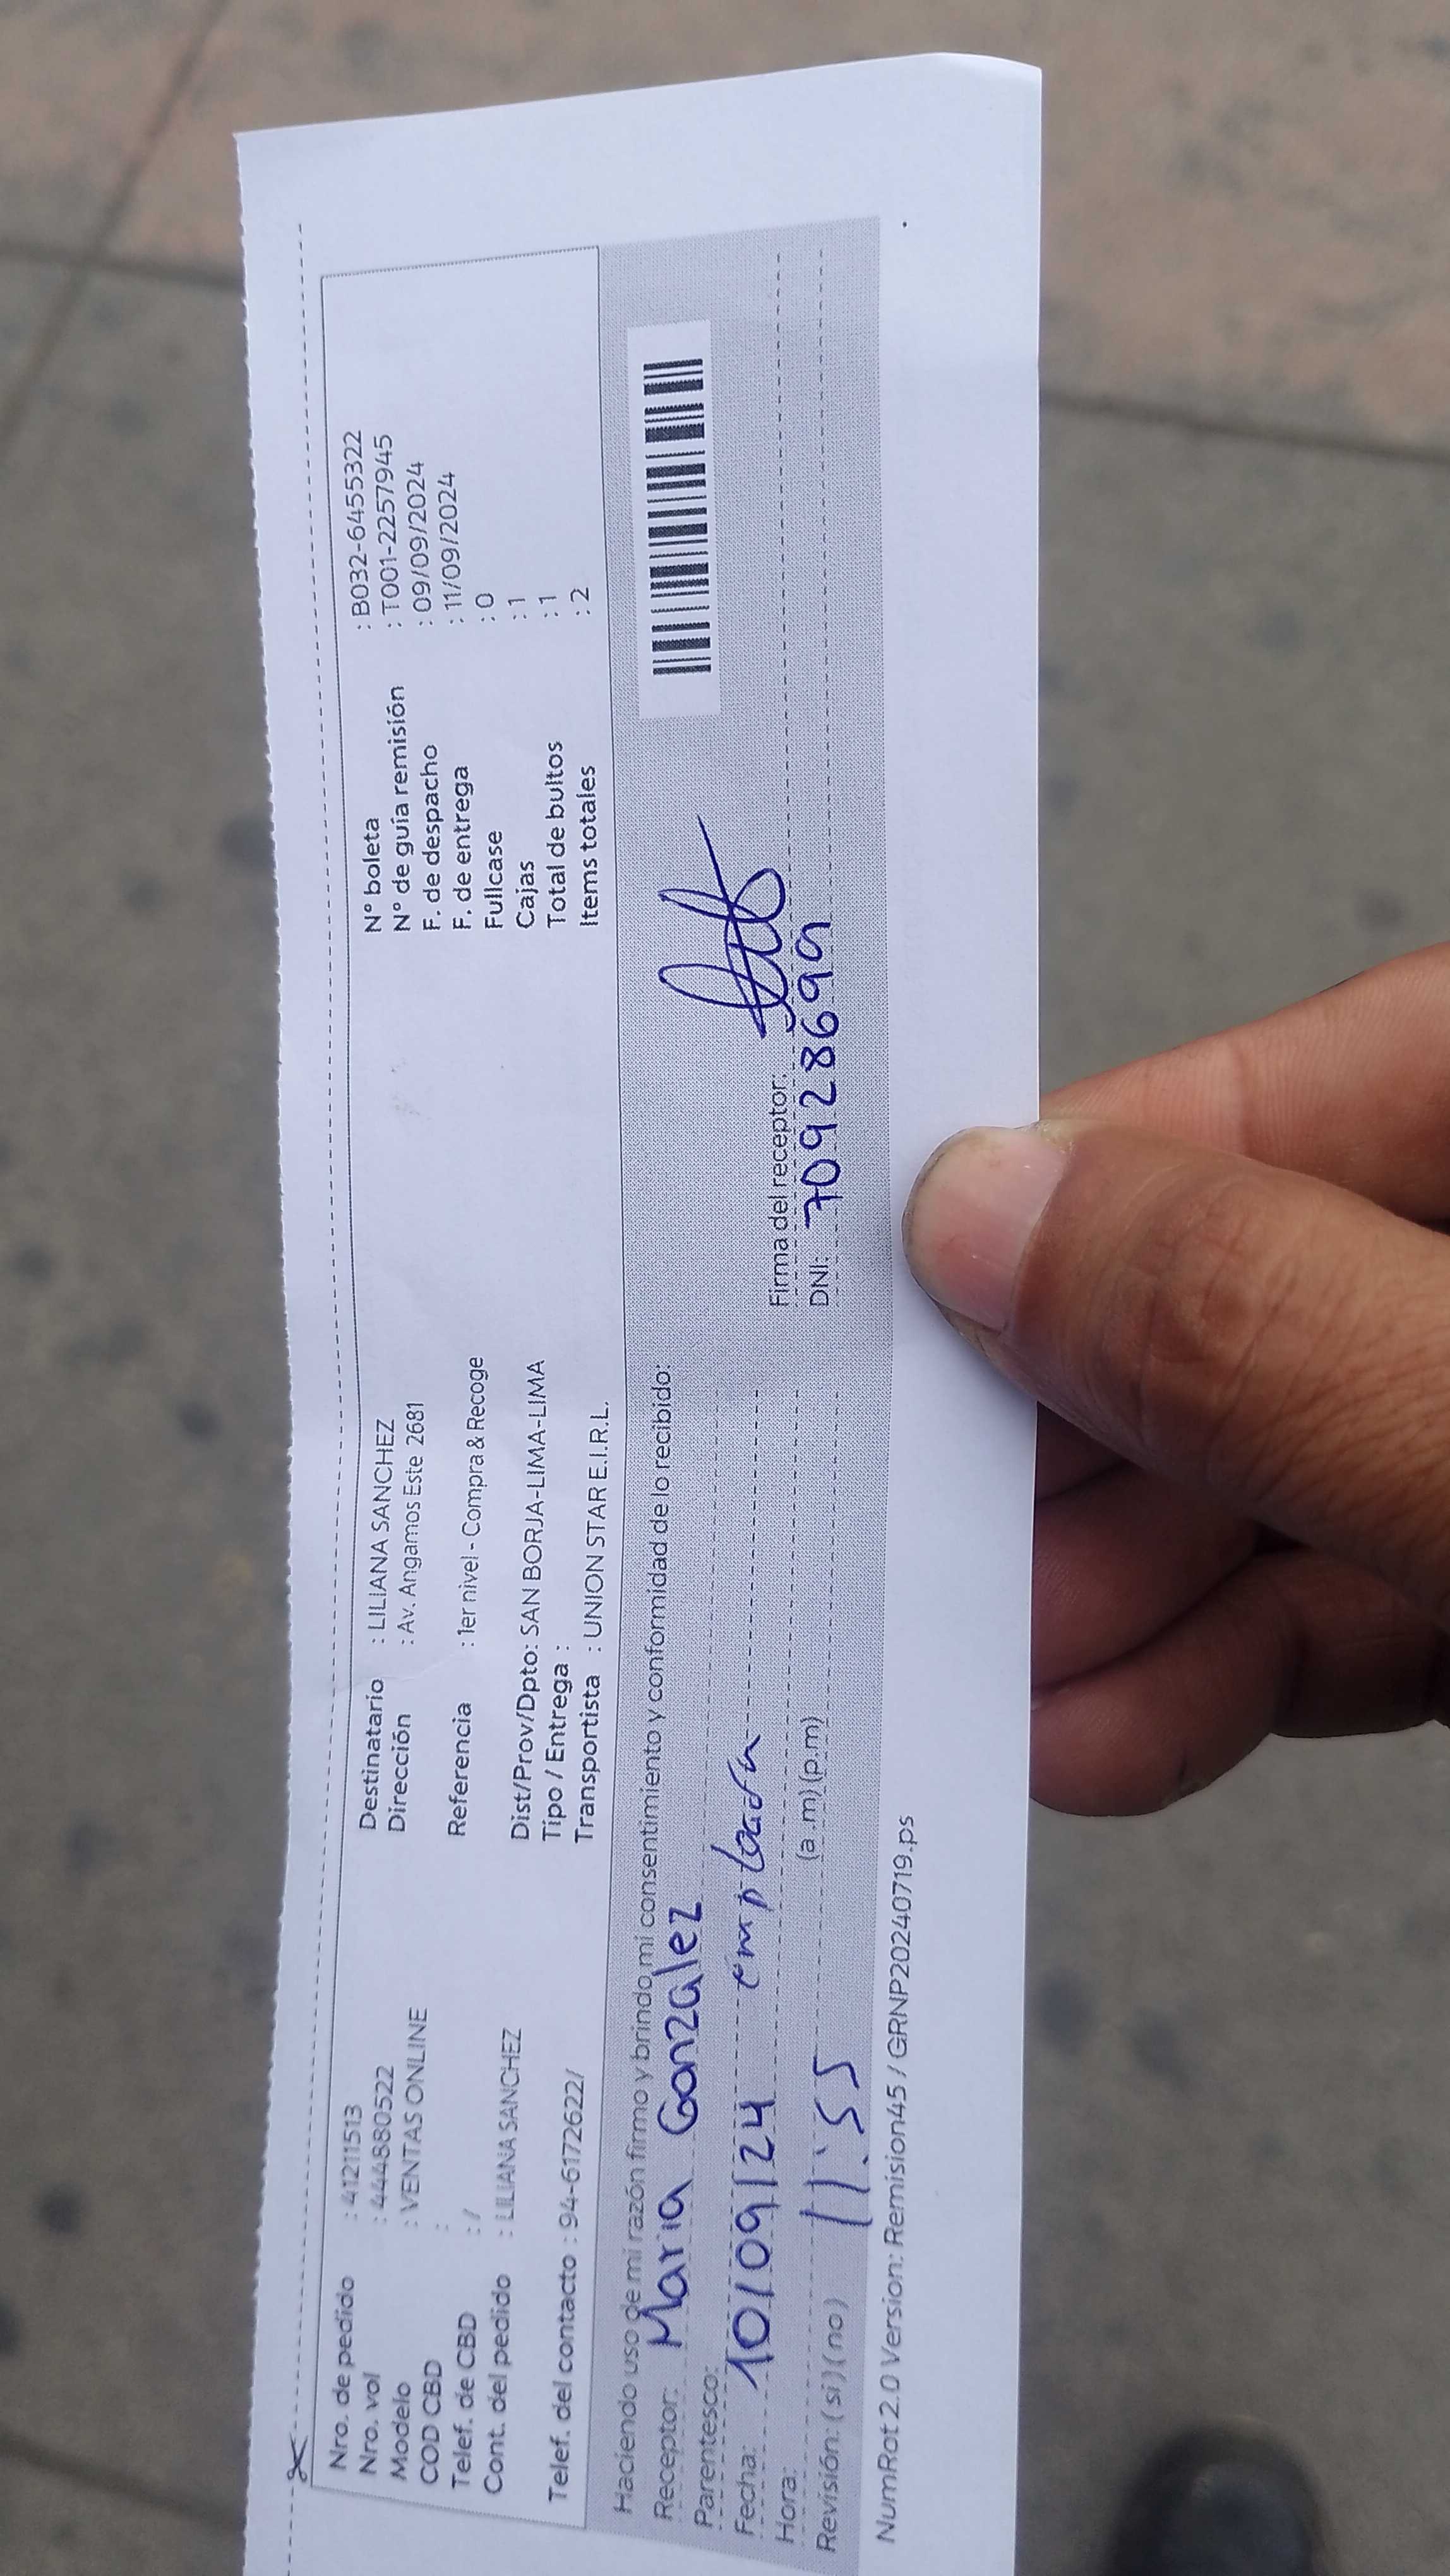 Nro. de pedido : 41211513
Nro. vol : 444880522
Modelo : VENTAS ONLINE
COD CBD :
Telef. de CBD : /
Cont. del pedido : LILIANA SANCHEZ
Telef. del contacto : 94-6172622/
Destinatario : LILIANA SANCHEZ
Dirección : Av. Angamos Este 2681
Referencia : 1er nivel - Compra & Recoge
Dist/Prov/Dpto: SAN BORJA-LIMA-LIMA
Tipo / Entrega :
Transportista : UNION STAR E.I.R.L.
N° boleta : B032-6455322
N° de guía remisión : T001-2257945
F. de despacho : 09/09/2024
F. de entrega : 11/09/2024
Fullcase : 0
Cajas : 1
Total de bultos : 1
Items totales : 2
Haciendo uso de mi razón firmo y brindo mi consentimiento y conformidad de lo recibido:
Receptor: Maria Gonzalez
Parentesco:
Fecha: 10/09/24 empleada
Hora: 11:55 (a.m)(p.m)
Revisión: (si)(no)
Firma del receptor:
DNI: 70928699
NumRot 2.0 Version: Remision45 / GRNP20240719.ps